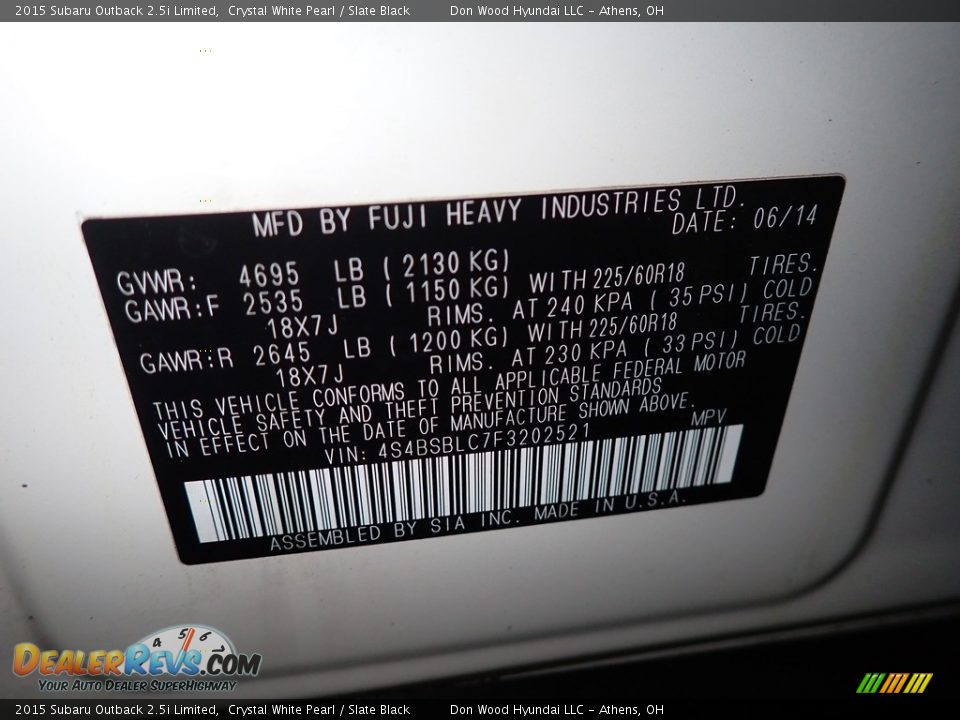 2015 Subaru Outback 2.5i Limited, Crystal White Pearl / Slate Black Don Wood Hyundai LLC - Athens, OH
MFD BY FUJI HEAVY INDUSTRIES LTD.
DATE: 06/14
GVWR: 4695 LB ( 2130 KG)
GAWR:F 2535 LB ( 1150 KG) WITH 225/60R18 TIRES.
18X7J RIMS. AT 240 KPA ( 35 PSI) COLD
GAWR:R 2645 LB ( 1200 KG) WITH 225/60R18 TIRES.
18X7J RIMS. AT 230 KPA ( 33 PSI) COLD
THIS VEHICLE CONFORMS TO ALL APPLICABLE FEDERAL MOTOR
VEHICLE SAFETY AND THEFT PREVENTION STANDARDS
IN EFFECT ON THE DATE OF MANUFACTURE SHOWN ABOVE.
VIN: 4S4BSBLC7F3202521 MPV
ASSEMBLED BY SIA INC. MADE IN U.S.A.
4 5 6 7
DEALERREVS.COM
YOUR AUTO DEALER SUPERHIGHWAY
2015 Subaru Outback 2.5i Limited, Crystal White Pearl / Slate Black Don Wood Hyundai LLC - Athens, OH